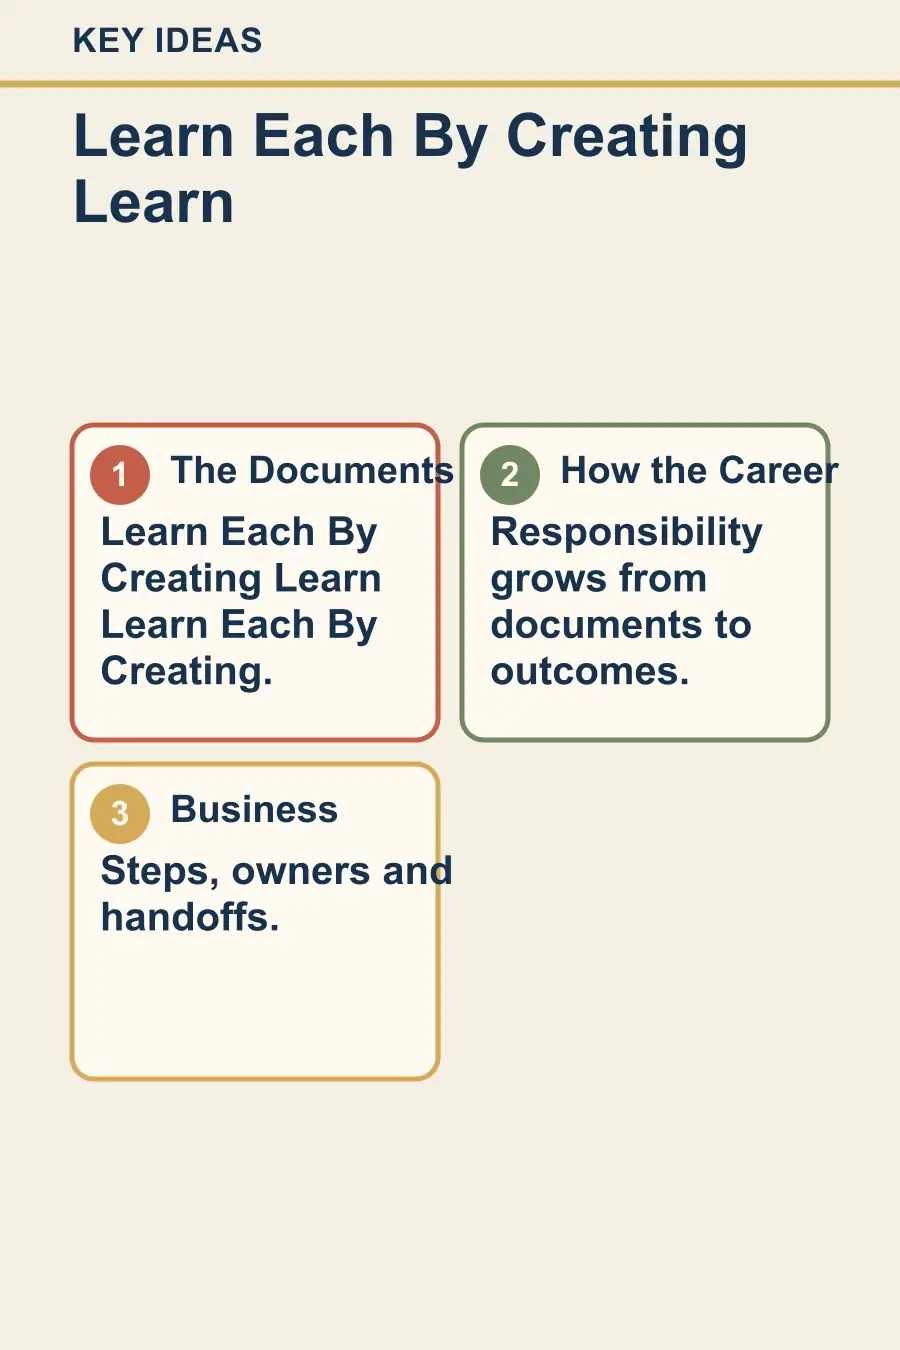 KEY IDEAS
Learn Each By Creating
Learn
1
The Documents
Learn Each By
Creating Learn
Learn Each By
Creating.
2
How the Career
Responsibility
grows from
documents to
outcomes.
3
Business
Steps, owners and
handoffs.